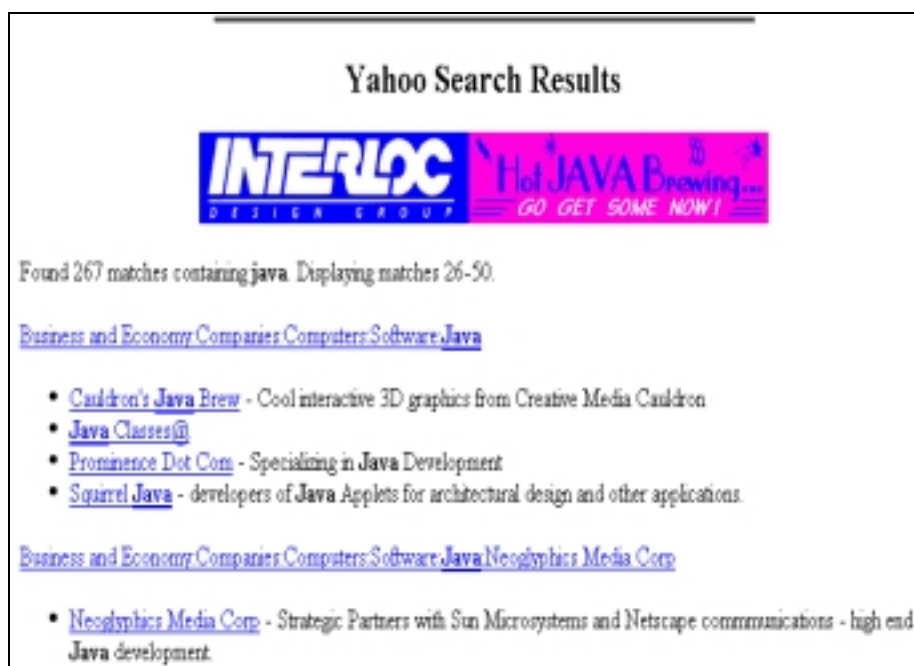 Yahoo Search Results
INTERLOC
DESIGN GROUP
Hot JAVA Brewing...
GO GET SOME NOW!
Found 267 matches containing java. Displaying matches 26-50.
Business and Economy:Companies:Computers:Software:Java
• Cauldron's Java Brew - Cool interactive 3D graphics from Creative Media Cauldron
• Java Classes@
• Prominence Dot Com - Specializing in Java Development
• Squirrel Java - developers of Java Applets for architectural design and other applications.
Business and Economy:Companies:Computers:Software:Java:Neoglyphics Media Corp
• Neoglyphics Media Corp - Strategic Partners with Sun Microsystems and Netscape commmunications - high end
Java development.